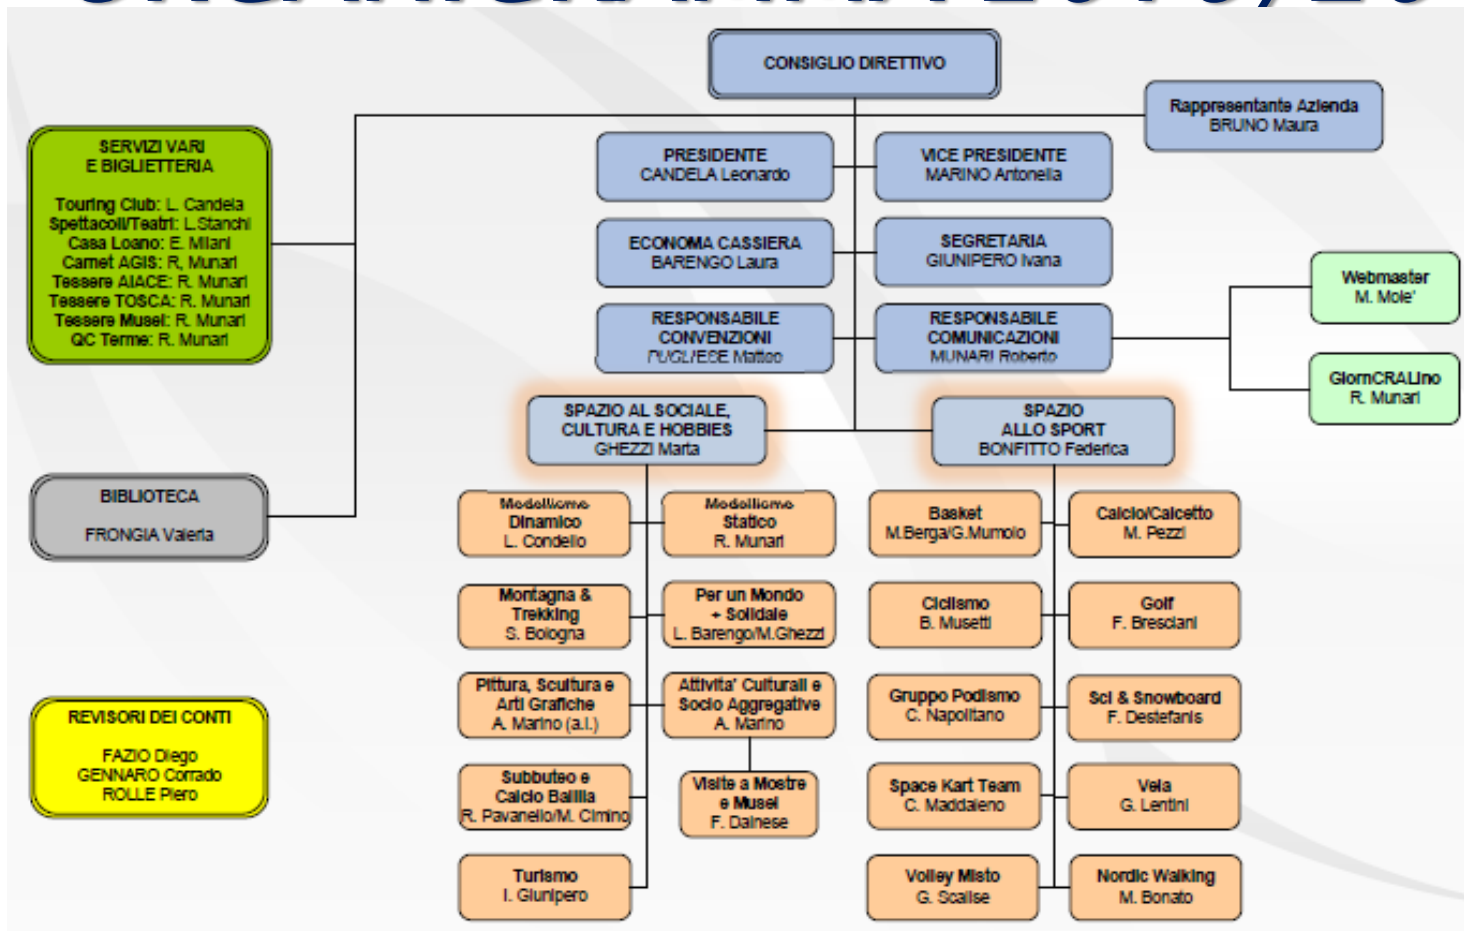 CONSIGLIO DIRETTIVO
Rappresentante Azienda
BRUNO Maura
SERVIZI VARI
E BIGLIETTERIA
Touring Club: L. Candela
Spettacoli/Teatri: L.Stanchi
Casa Loano: E. Milani
Carnet AGIS: R, Munari
Tessere AIACE: R. Munari
Tessere TOSCA: R. Munari
Tessere Musei: R. Munari
QC Terme: R. Munari
PRESIDENTE
CANDELA Leonardo
VICE PRESIDENTE
MARINO Antonella
ECONOMA CASSIERA
BARENGO Laura
SEGRETARIA
GIUNIPERO Ivana
RESPONSABILE
CONVENZIONI
PUGLIESE Matteo
RESPONSABILE
COMUNICAZIONI
MUNARI Roberto
Webmaster
M. Mole'
GiornCRALino
R. Munari
SPAZIO AL SOCIALE,
CULTURA E HOBBIES
GHEZZI Marta
SPAZIO
ALLO SPORT
BONFITTO Federica
BIBLIOTECA
FRONGIA Valeria
Modellismo
Dinamico
L. Condello
Modellismo
Statico
R. Munari
Basket
M.Berga/G.Mumolo
Calcio/Calcetto
M. Pezzi
Montagna &
Trekking
S. Bologna
Per un Mondo
+ Solidale
L. Barengo/M.Ghezzi
Ciclismo
B. Musetti
Golf
F. Bresciani
Pittura, Scultura e
Arti Grafiche
A. Marino (a.i.)
Attivita' Culturali e
Socio Aggregative
A. Marino
Gruppo Podismo
C. Napolitano
Sci & Snowboard
F. Destefanis
REVISORI DEI CONTI
FAZIO Diego
GENNARO Corrado
ROLLE Piero
Subbuteo e
Calcio Balilla
R. Pavanello/M. Cimino
Visite a Mostre
e Musei
F. Dalnese
Space Kart Team
C. Maddaleno
Vela
G. Lentini
Turismo
I. Giunipero
Volley Misto
G. Scalise
Nordic Walking
M. Bonato